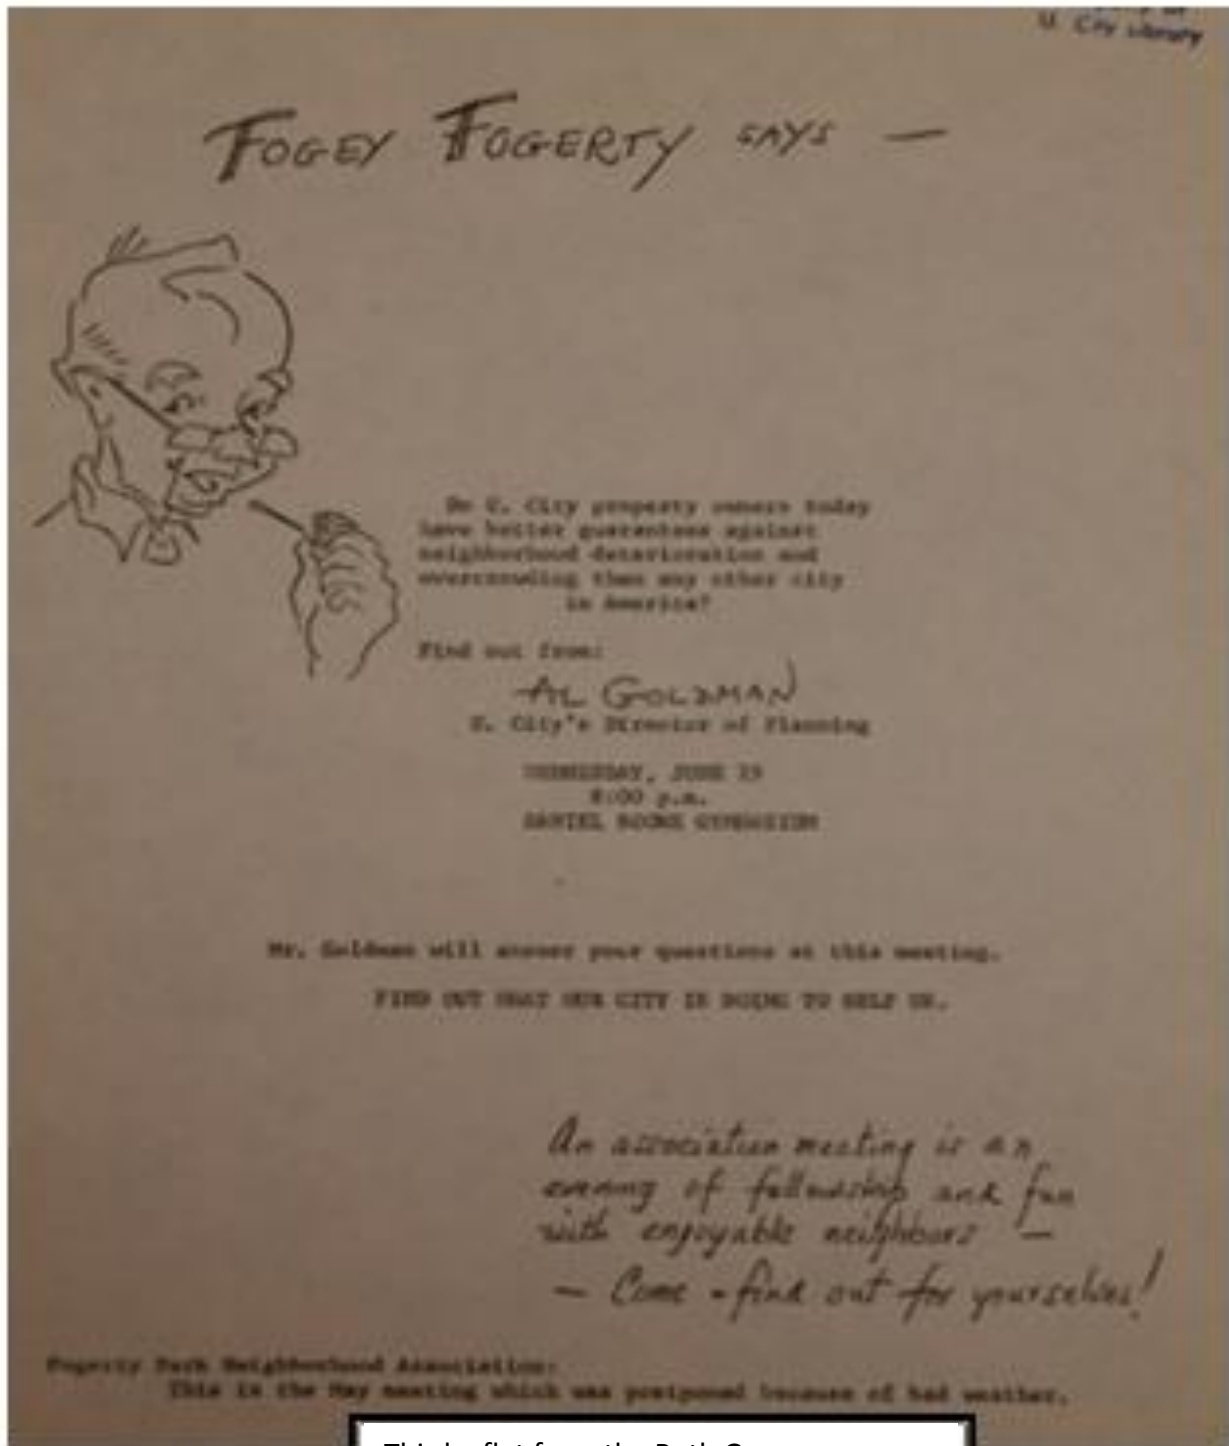 U. City Library
FOGEY FOGERTY SAYS —
Do U. City property owners today
have better guarantees against
neighborhood deterioration and
overcrowding than any other city
in America?
Find out from:
AL GOLDMAN
U. City's Director of Planning
WEDNESDAY, JUNE
8:00 p.m.
DANIEL BOONE GYMNASIUM
Mr. Goldman will answer your questions at this meeting.
FIND OUT WHAT OUR CITY IS DOING TO HELP US.
An association meeting is an
evening of fellowship and fun
with enjoyable neighbors —
— Come - find out for yourselves!
Fogerty Park Neighborhood Association:
This is the May meeting which was postponed because of bad weather.
This leaflet from the Ruth